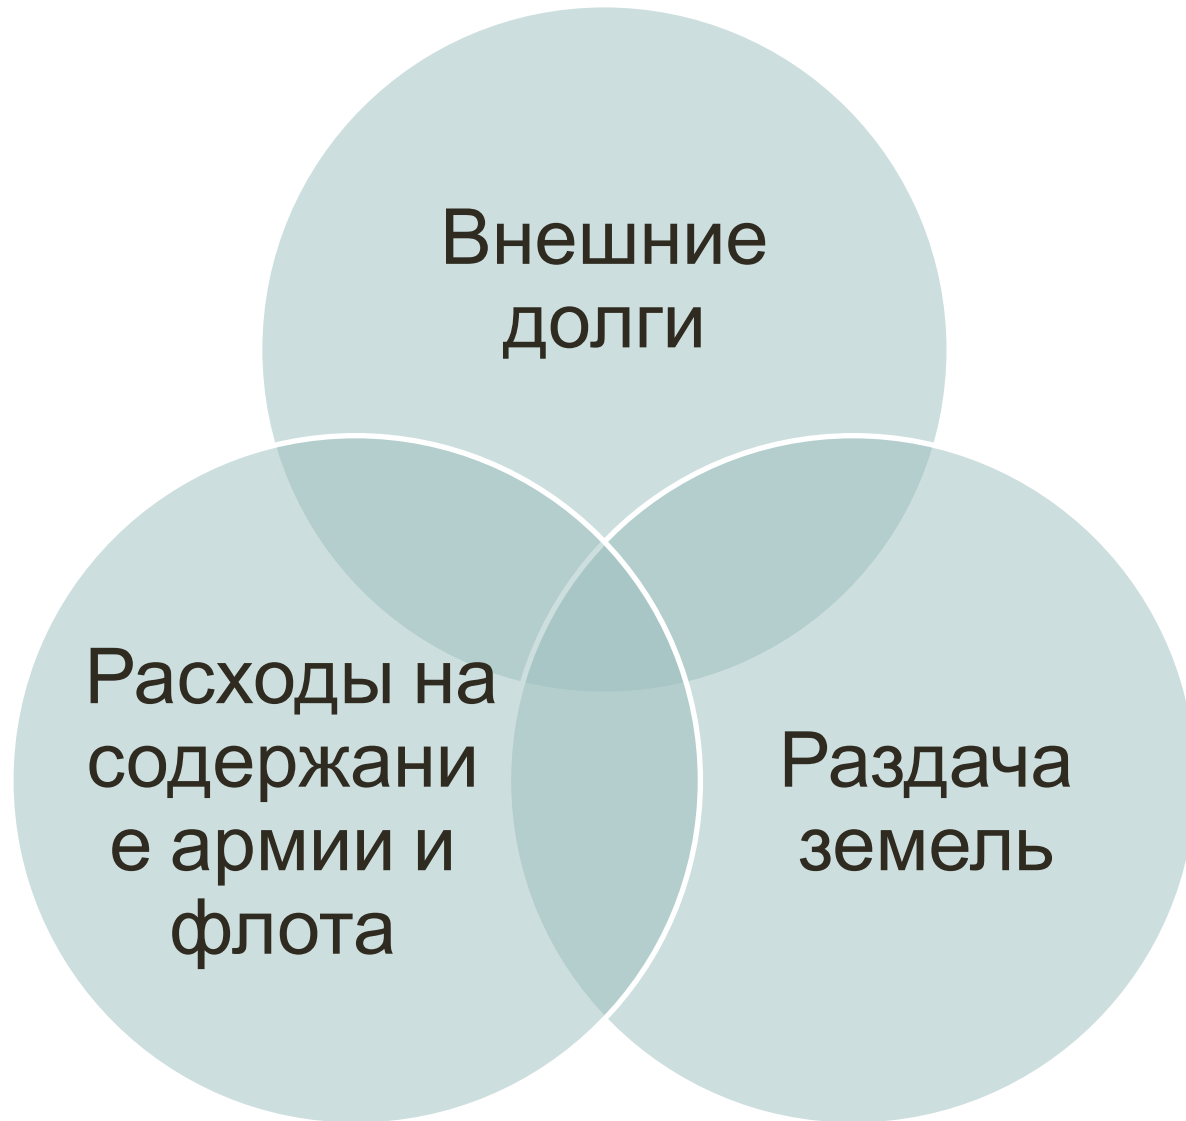 Внешние
долги
Расходы на
содержани
е армии и
флота
Раздача
земель